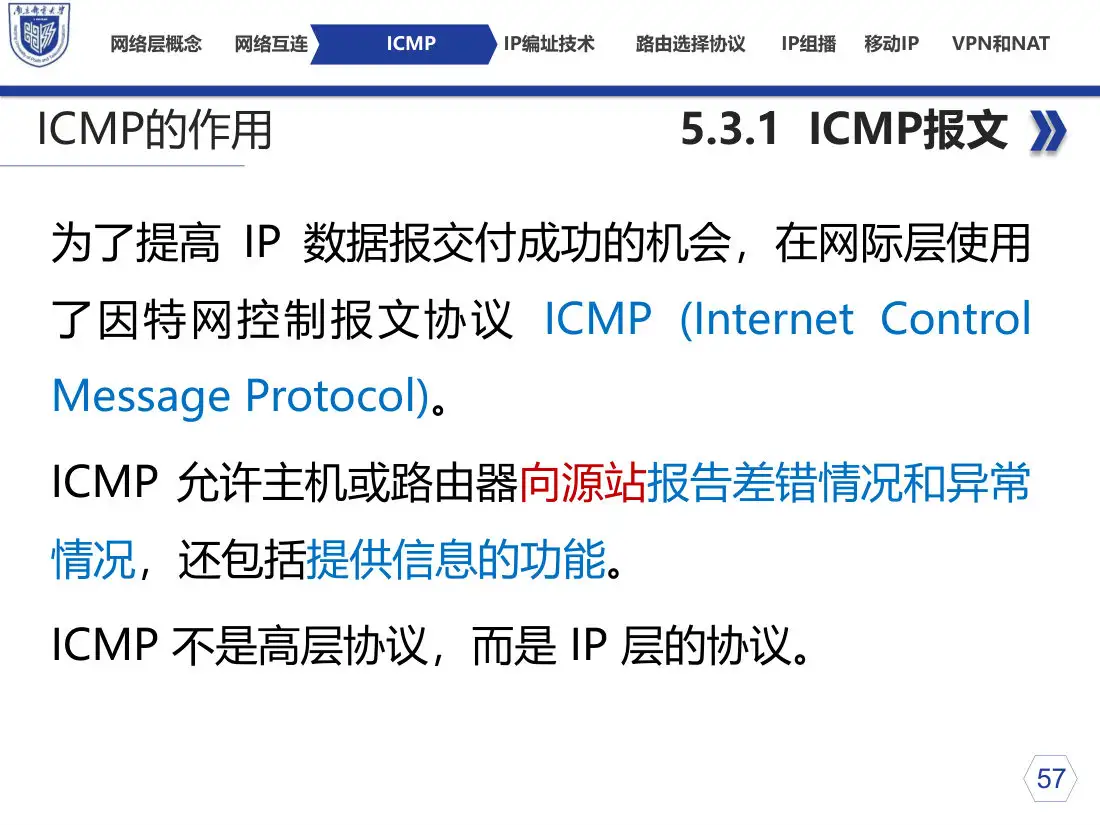 南京邮电大学
网络层概念 网络互连 ICMP IP编址技术 路由选择协议 IP组播 移动IP VPN和NAT
ICMP的作用
5.3.1 ICMP报文
为了提高 IP 数据报交付成功的机会，在网际层使用
了因特网控制报文协议 ICMP (Internet Control
Message Protocol)。
ICMP 允许主机或路由器向源站报告差错情况和异常
情况，还包括提供信息的功能。
ICMP 不是高层协议，而是 IP 层的协议。
57